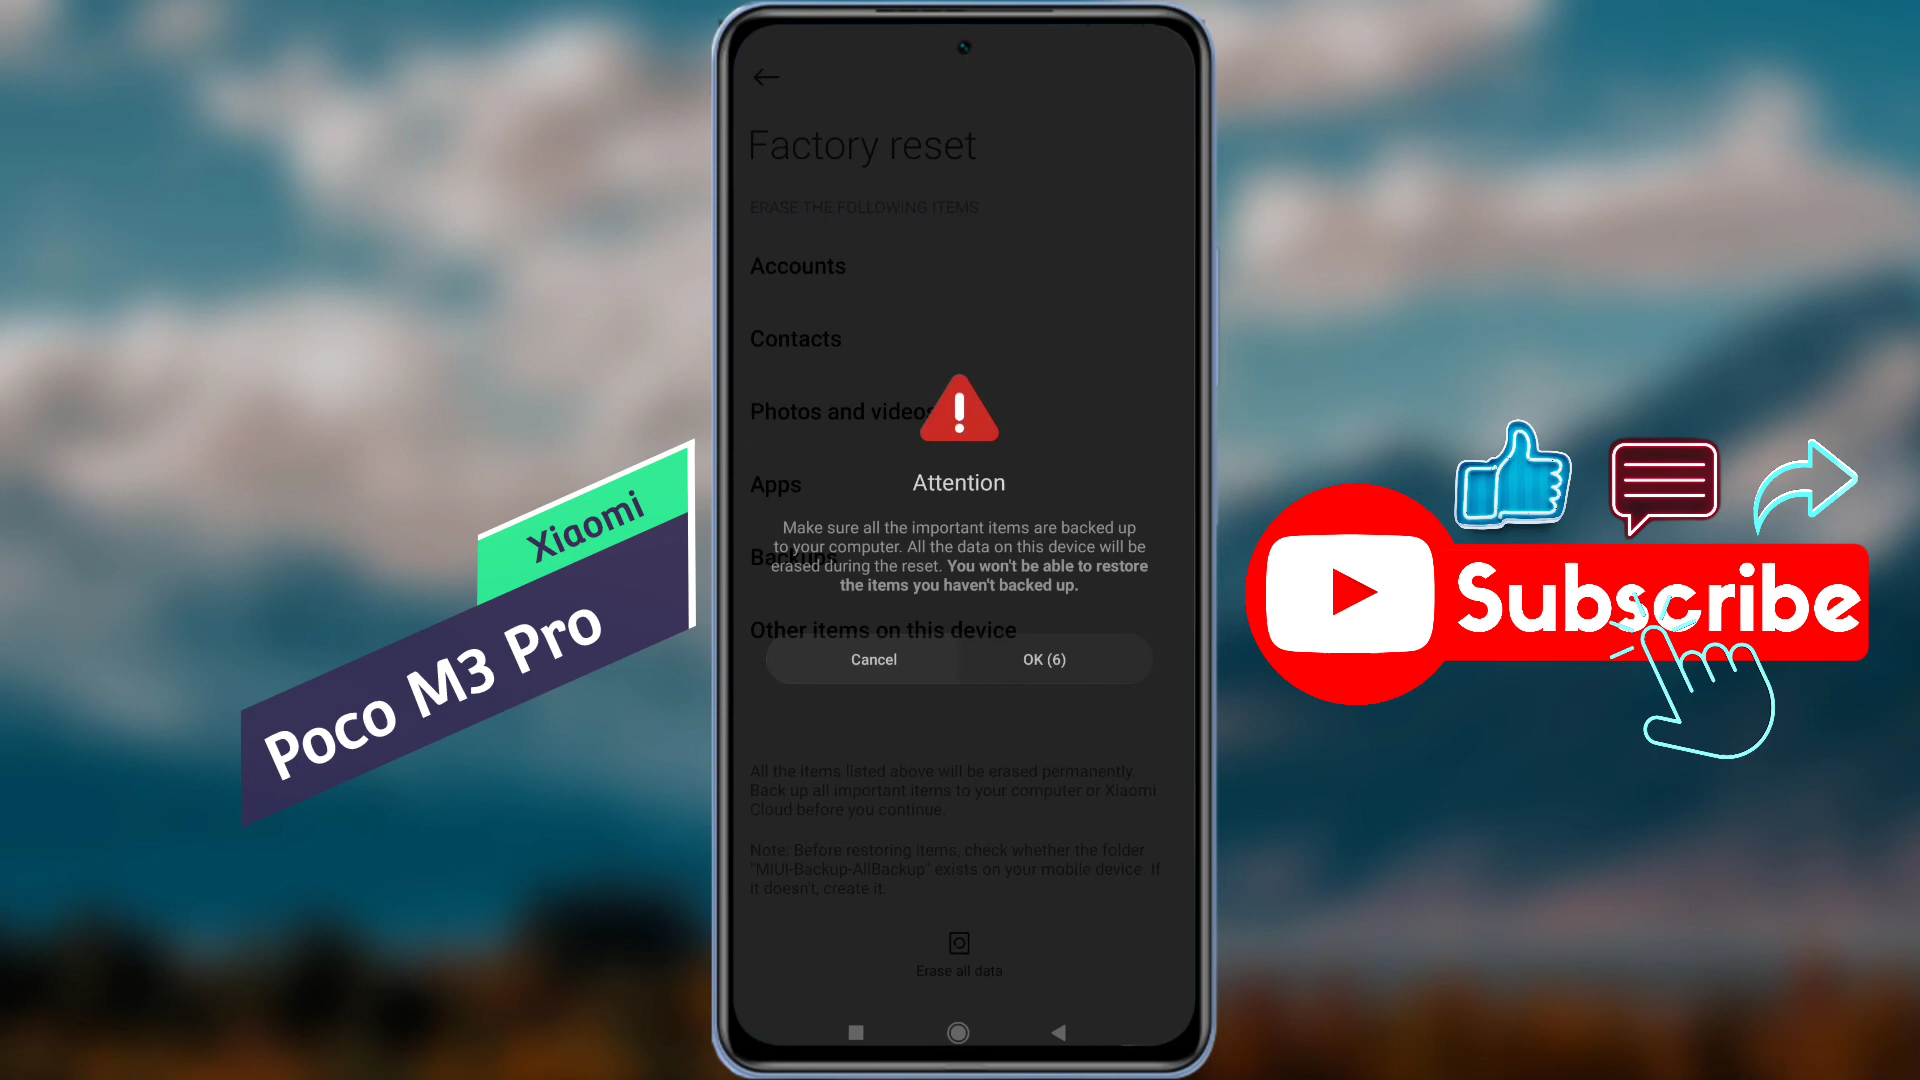 Factory reset
ERASE THE FOLLOWING ITEMS
Accounts
Contacts
Photos and videos
Apps
Backups
Other items on this device
Attention
Make sure all the important items are backed up
to your computer. All the data on this device will be
erased during the reset. You won't be able to restore
the items you haven't backed up.
Cancel
OK (6)
All the items listed above will be erased permanently.
Back up all important items to your computer or Xiaomi
Cloud before you continue.
Note: Before restoring items, check whether the folder
"MIUI-Backup-AllBackup" exists on your mobile device. If
it doesn't, create it.
Erase all data
Xiaomi
Poco M3 Pro
Subscribe